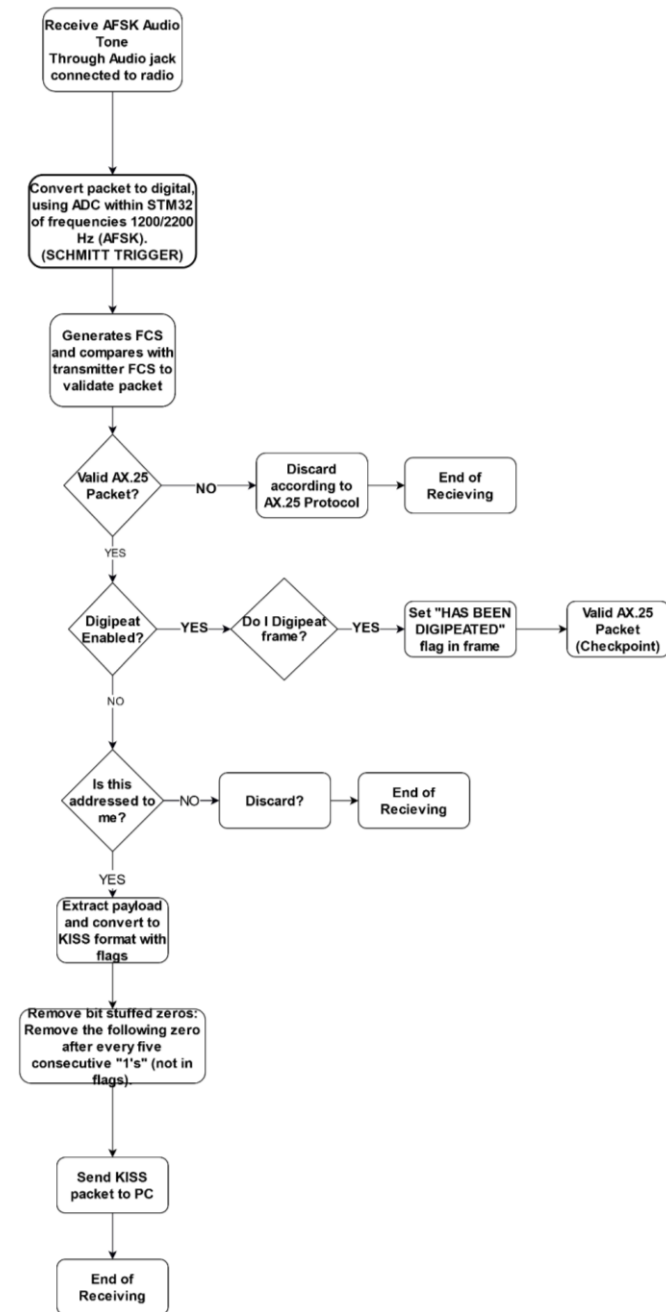 Receive AFSK Audio
Tone
Through Audio jack
connected to radio
Convert packet to digital,
using ADC within STM32
of frequencies 1200/2200
Hz (AFSK).
(SCHMITT TRIGGER)
Generates FCS
and compares with
transmitter FCS to
validate packet
Valid AX.25
Packet?
NO
Discard
according to
AX.25 Protocol
End of
Recieving
YES
Digipeat
Enabled?
YES
Do I Digipeat
frame?
YES
Set "HAS BEEN
DIGIPEATED"
flag in frame
Valid AX.25
Packet
(Checkpoint)
NO
Is this
addressed to
me?
NO
Discard?
End of
Recieving
YES
Extract payload
and convert to
KISS format with
flags
Remove bit stuffed zeros:
Remove the following zero
after every five
consecutive "1's" (not in
flags).
Send KISS
packet to PC
End of
Receiving